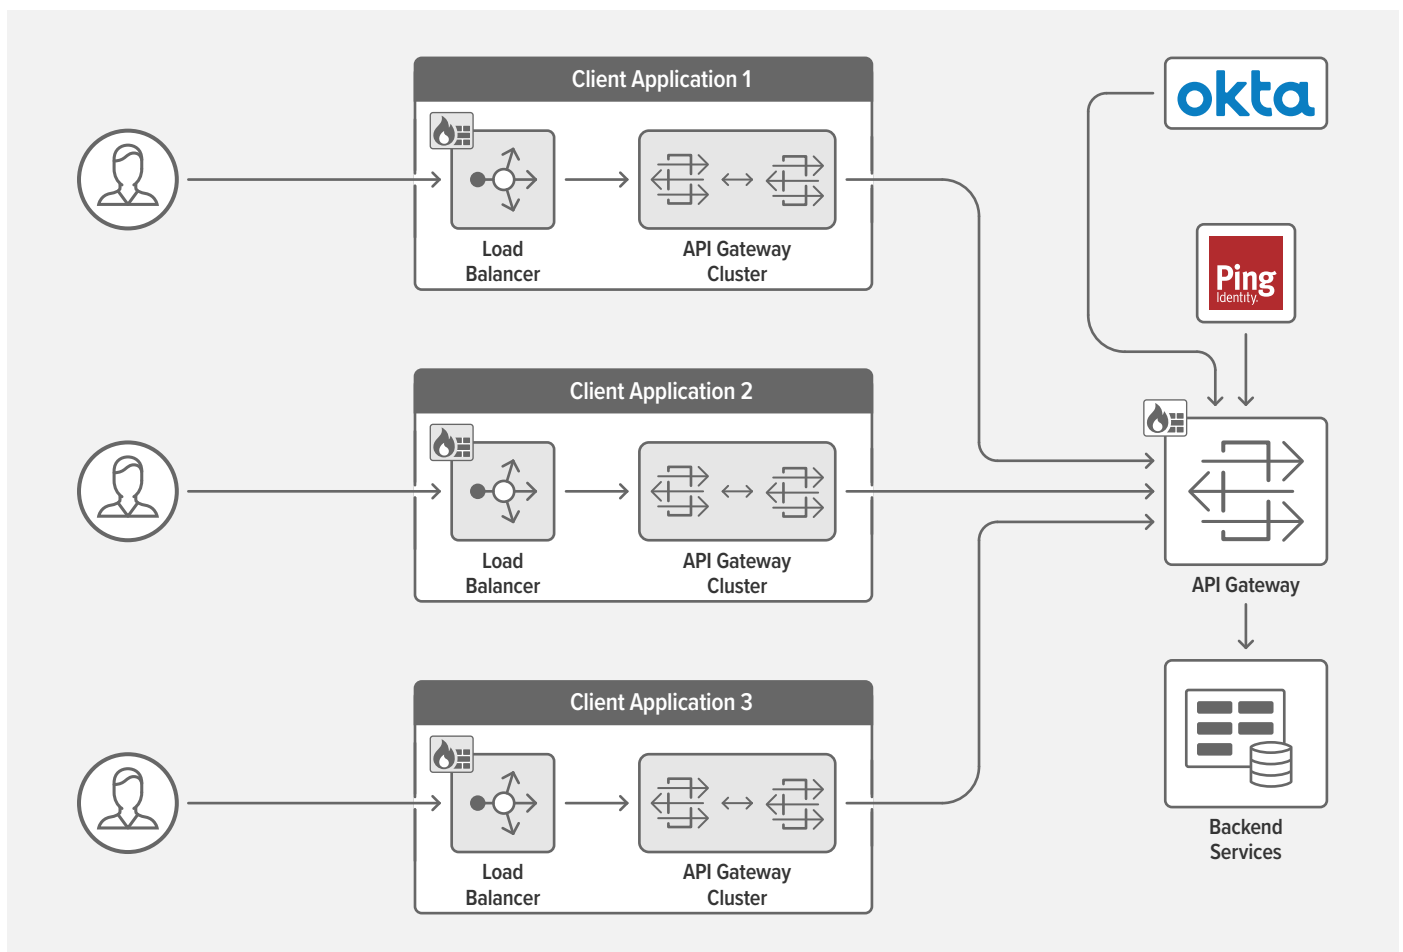 Client Application 1
Load
Balancer
API Gateway
Cluster
okta
Ping
Identity.
Client Application 2
Load
Balancer
API Gateway
Cluster
API Gateway
Client Application 3
Load
Balancer
API Gateway
Cluster
Backend
Services